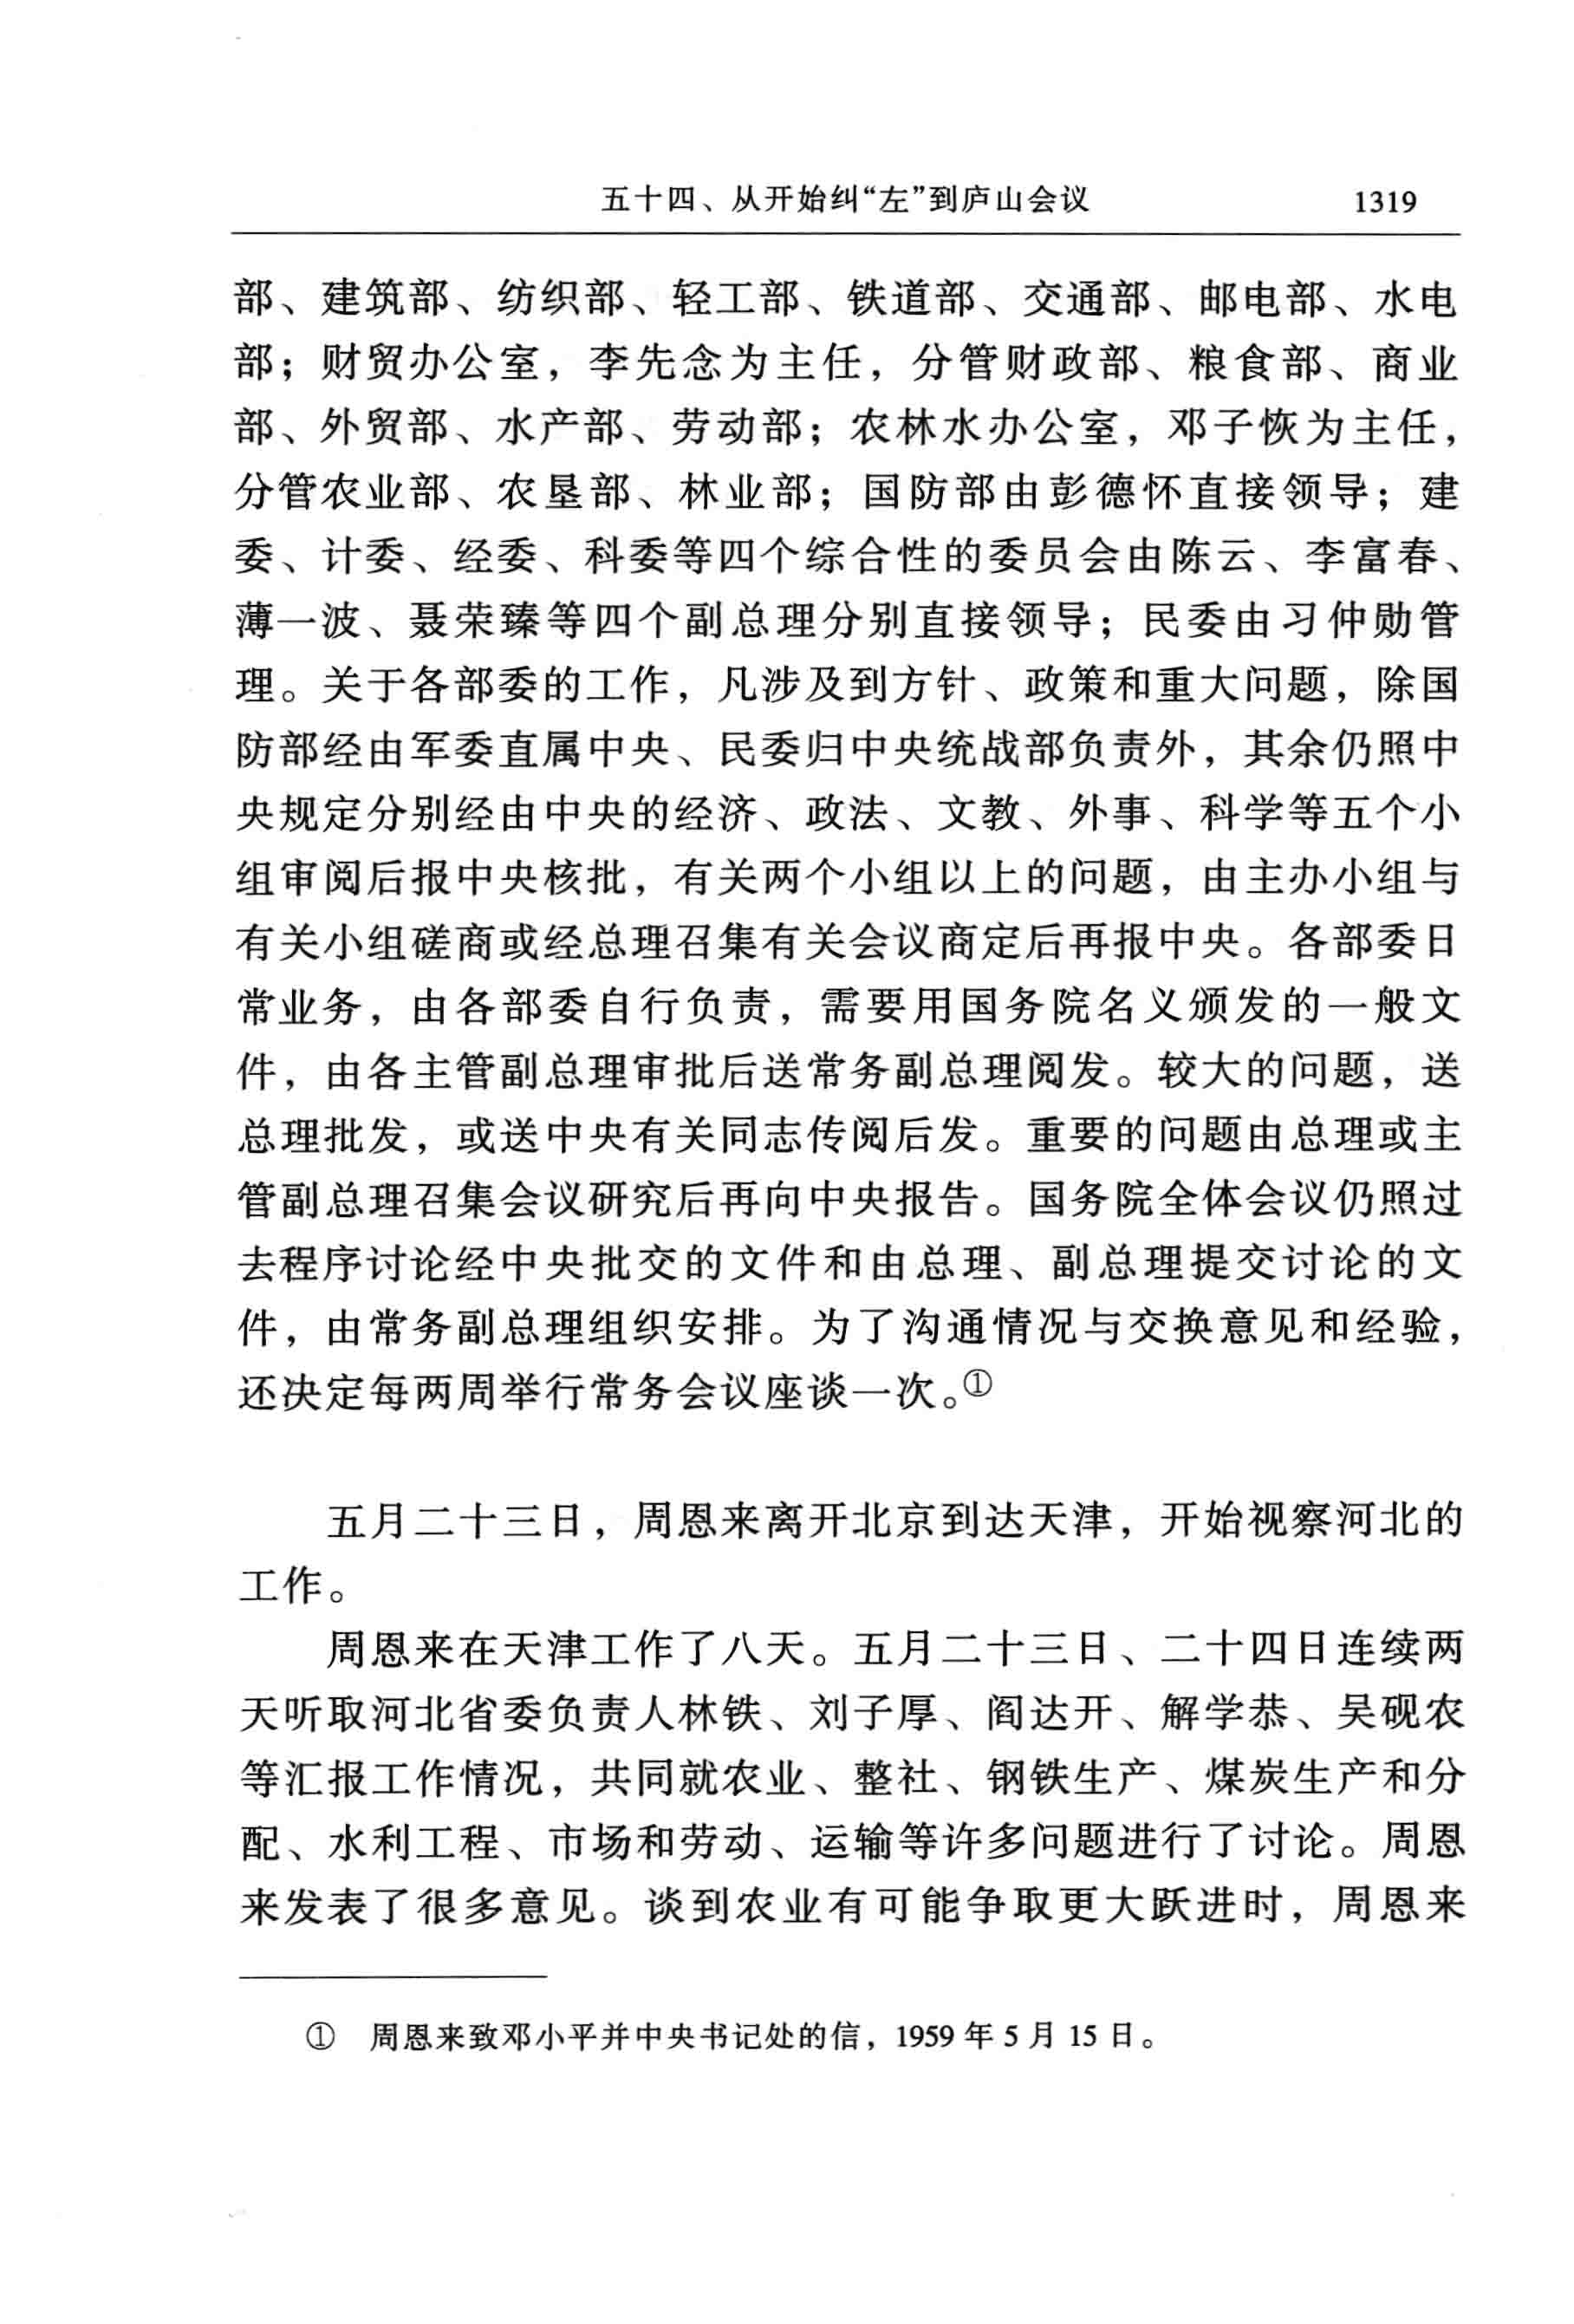 五十四、从开始纠“左”到庐山会议 1319
部、建筑部、纺织部、轻工部、铁道部、交通部、邮电部、水电
部；财贸办公室，李先念为主任，分管财政部、粮食部、商业
部、外贸部、水产部、劳动部；农林水办公室，邓子恢为主任，
分管农业部、农垦部、林业部；国防部由彭德怀直接领导；建
委、计委、经委、科委等四个综合性的委员会由陈云、李富春、
薄一波、聂荣臻等四个副总理分别直接领导；民委由习仲勋管
理。关于各部委的工作，凡涉及到方针、政策和重大问题，除国
防部经由军委直属中央、民委归中央统战部负责外，其余仍照中
央规定分别经由中央的经济、政法、文教、外事、科学等五个小
组审阅后报中央核批，有关两个小组以上的问题，由主办小组与
有关小组磋商或经总理召集有关会议商定后再报中央。各部委日
常业务，由各部委自行负责，需要用国务院名义颁发的一般文
件，由各主管副总理审批后送常务副总理阅发。较大的问题，送
总理批发，或送中央有关同志传阅后发。重要的问题由总理或主
管副总理召集会议研究后再向中央报告。国务院全体会议仍照过
去程序讨论经中央批交的文件和由总理、副总理提交讨论的文
件，由常务副总理组织安排。为了沟通情况与交换意见和经验，
还决定每两周举行常务会议座谈一次。①
五月二十三日，周恩来离开北京到达天津，开始视察河北的
工作。
周恩来在天津工作了八天。五月二十三日、二十四日连续两
天听取河北省委负责人林铁、刘子厚、阎达开、解学恭、吴砚农
等汇报工作情况，共同就农业、整社、钢铁生产、煤炭生产和分
配、水利工程、市场和劳动、运输等许多问题进行了讨论。周恩
来发表了很多意见。谈到农业有可能争取更大跃进时，周恩来
① 周恩来致邓小平并中央书记处的信，1959 年 5 月 15 日。